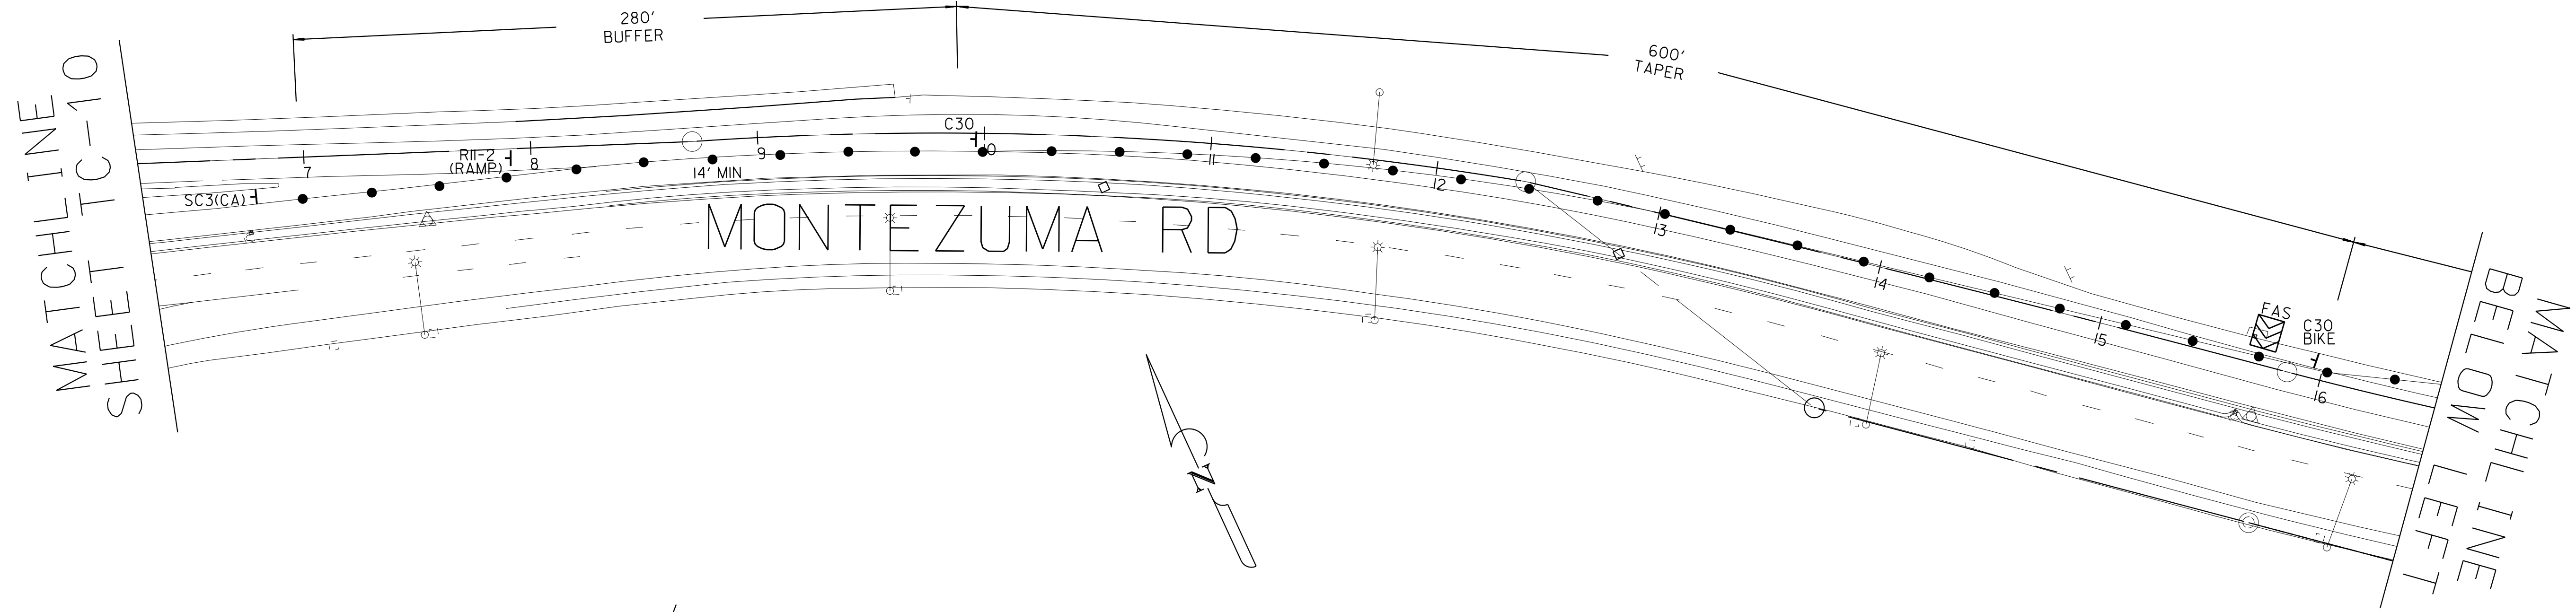 280'
BUFFER
600'
TAPER
MATCHLINE
SHEET TC-10
C30
RII-2
(RAMP)
SC3(CA)
7
8
9
10
11
12
13
14
15
16
14' MIN
MONTEZUMA RD
FAS
C30
BIKE
N
MATCHLINE
BELOW LEFT